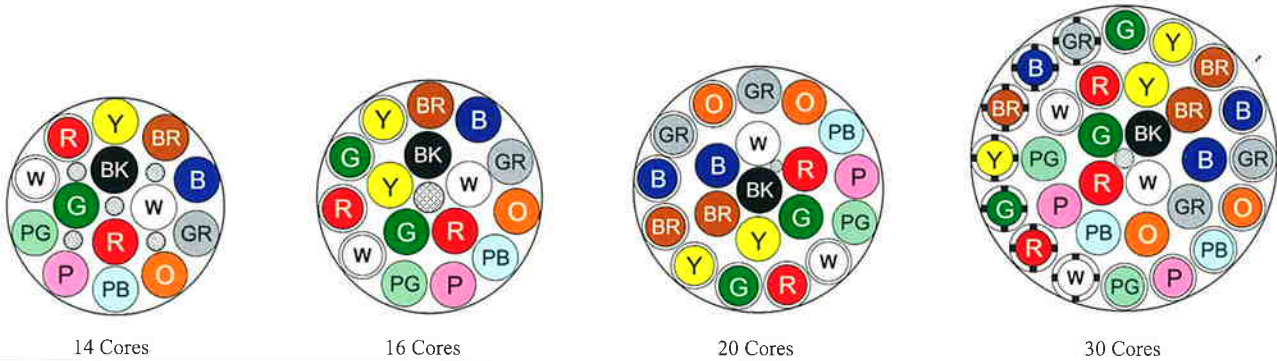 Y
R BR
BK
W B
G W
PG R GR
P PB O
14 Cores
BR
Y B
BK
G GR
Y W
R O
G R
W PB
PG P
16 Cores
GR
O O
GR W PB
B B R P
BK
BR BR G PG
Y Y W
G R
20 Cores
G
GR Y
B R Y BR
BR W BR B
G BK
Y PG B GR
R W
G P GR O
R PB O PB
W PG P
30 Cores